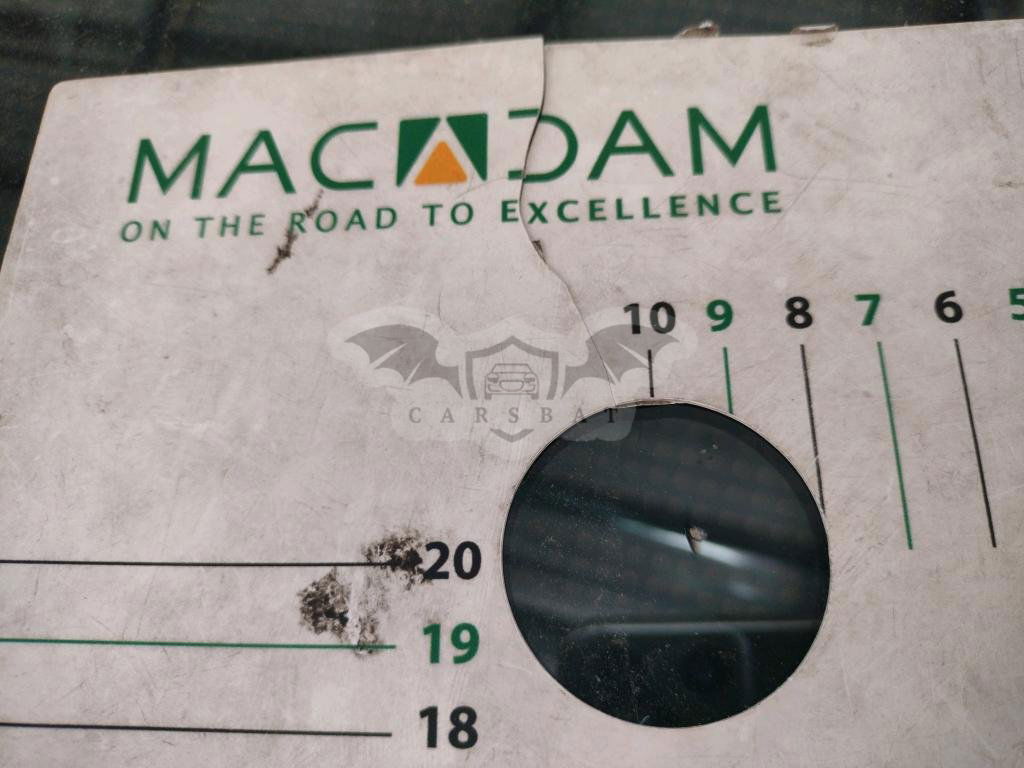 MACADAM
ON THE ROAD TO EXCELLENCE
10 9 8 7 6 5
CARSBAT
20
19
18